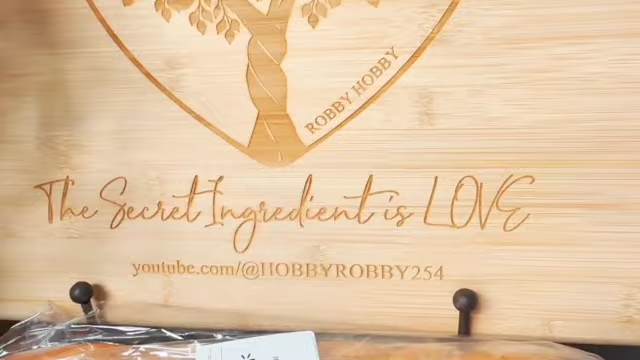 ROBBY HOBBY
The Secret Ingredient is LOVE
youtube.com/@HOBBYROBBY254